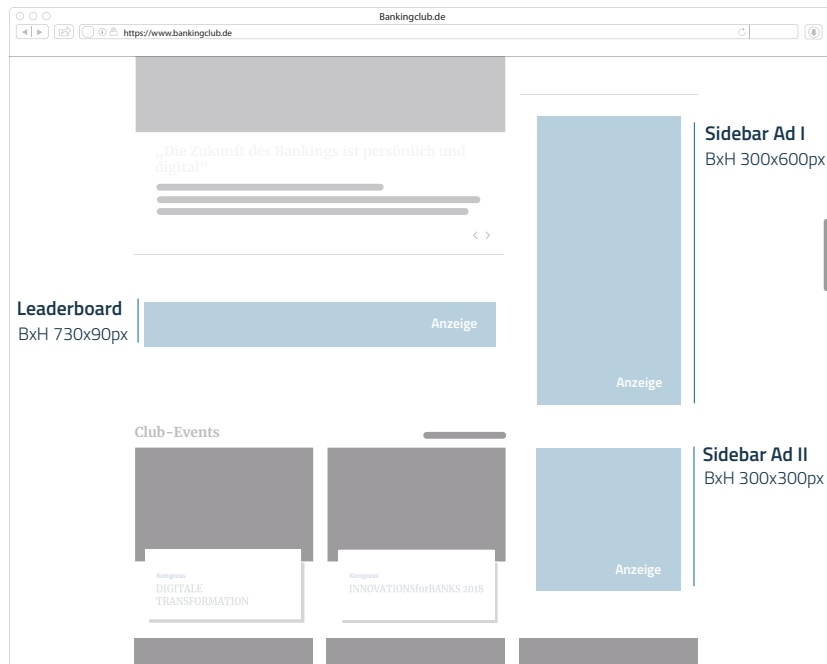 Bankingclub.de
https://www.bankingclub.de
„Die Zukunft des Bankings ist persönlich und
digital“
Sidebar Ad I
BxH 300x600px
Anzeige
Leaderboard
BxH 730x90px
Anzeige
Club-Events
Kongress
DIGITALE
TRANSFORMATION
Kongress
INNOVATIONSforBANKS 2018
Sidebar Ad II
BxH 300x300px
Anzeige